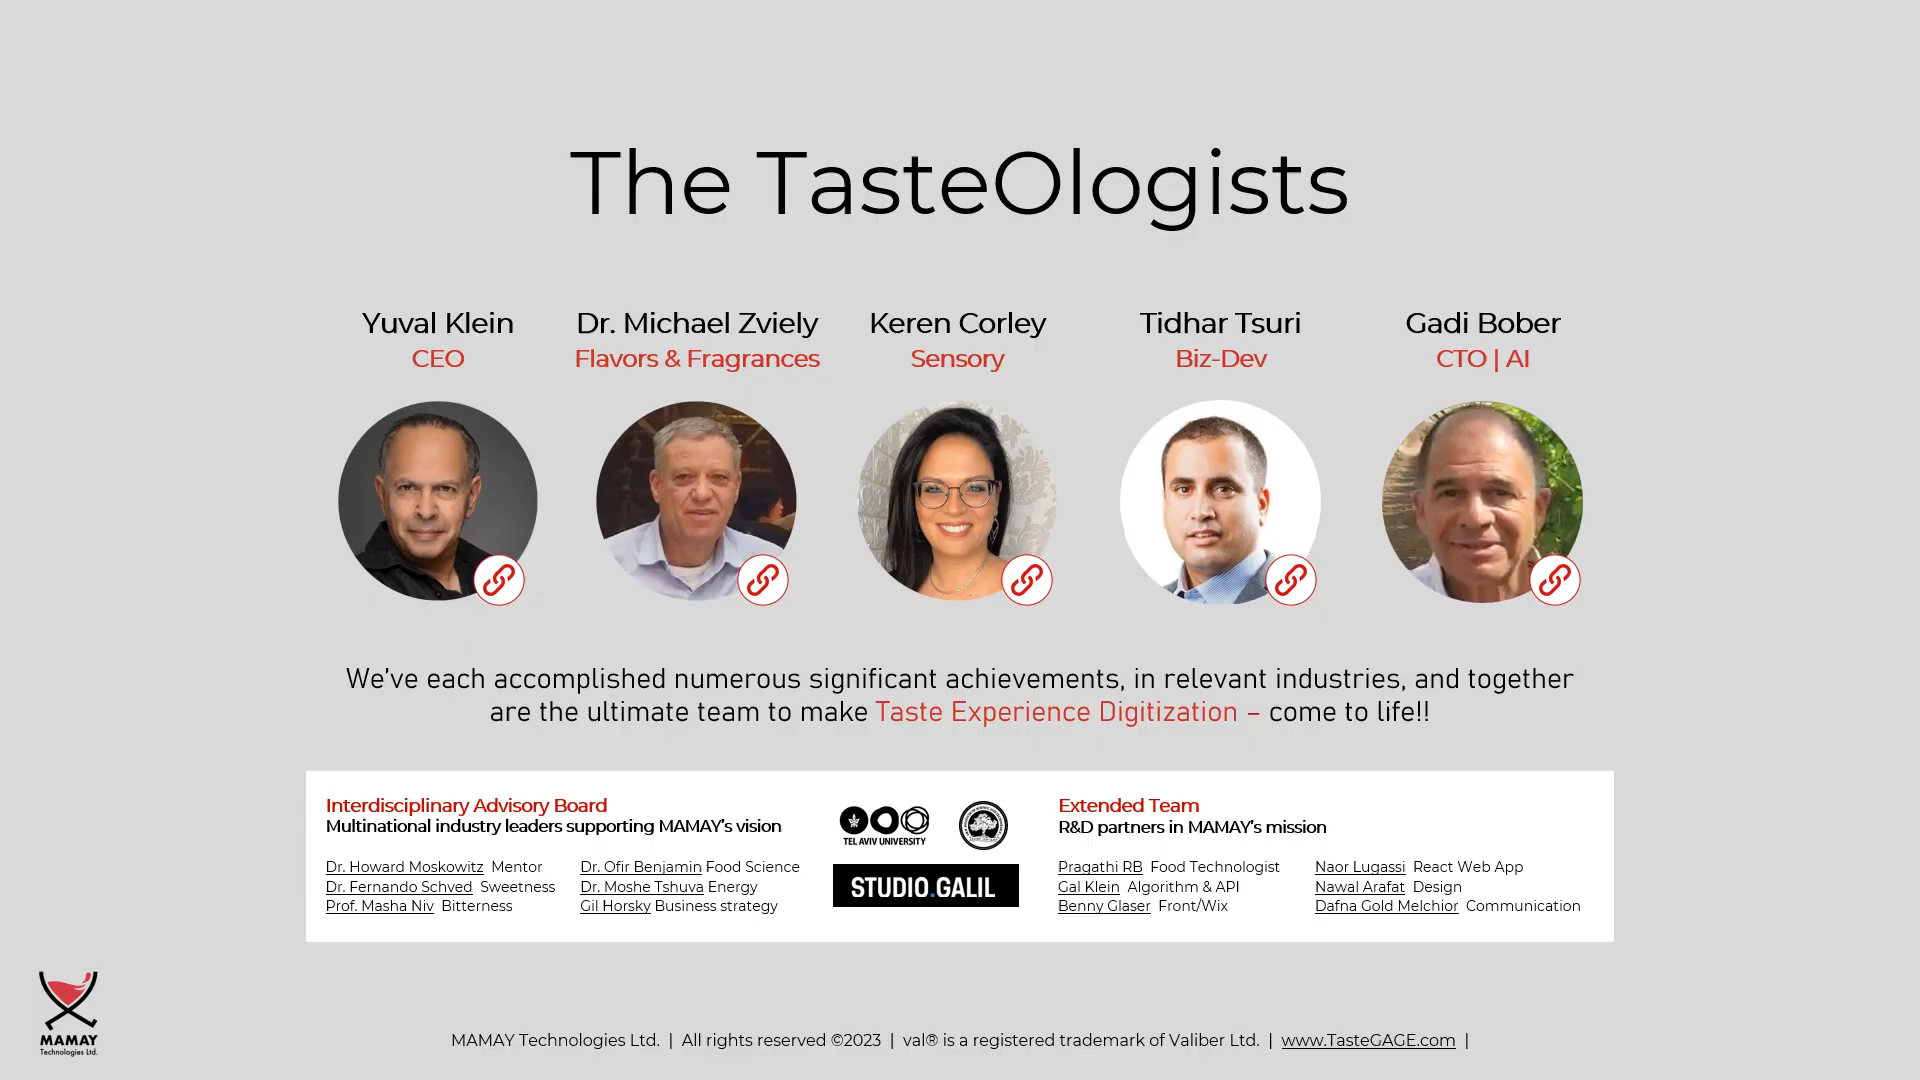 The TasteOlogists
Yuval Klein
CEO
Dr. Michael Zviely
Flavors & Fragrances
Keren Corley
Sensory
Tidhar Tsuri
Biz-Dev
Gadi Bober
CTO | AI
We've each accomplished numerous significant achievements, in relevant industries, and together
are the ultimate team to make Taste Experience Digitization – come to life!!
Interdisciplinary Advisory Board
Multinational industry leaders supporting MAMAY's vision
Dr. Howard Moskowitz Mentor
Dr. Fernando Schved Sweetness
Prof. Masha Niv Bitterness
Dr. Ofir Benjamin Food Science
Dr. Moshe Tshuva Energy
Gil Horsky Business strategy
TEL AVIV UNIVERSITY
STUDIO.GALIL
Extended Team
R&D partners in MAMAY's mission
Pragathi RB Food Technologist
Gal Klein Algorithm & API
Benny Glaser Front/Wix
Naor Lugassi React Web App
Nawal Arafat Design
Dafna Gold Melchior Communication
MAMAY
Technologies Ltd.
MAMAY Technologies Ltd. | All rights reserved ©2023 | val® is a registered trademark of Valiber Ltd. | www.TasteGAGE.com |